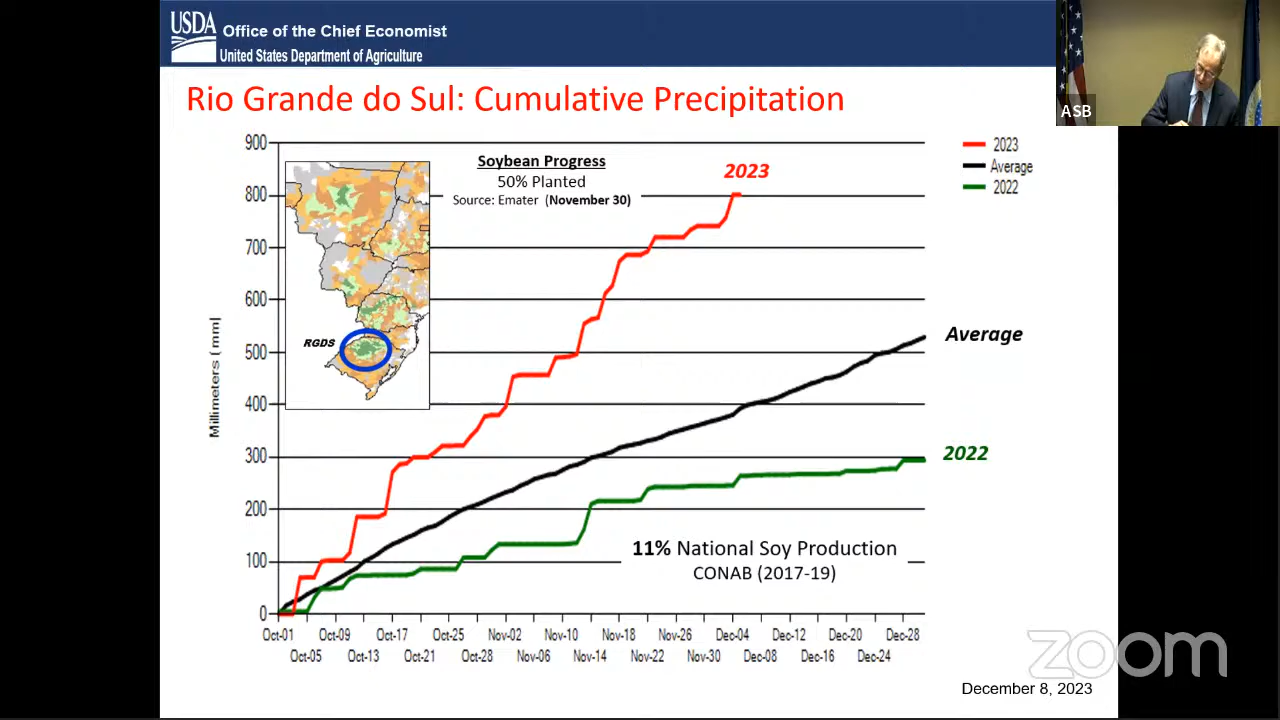 USDA
Office of the Chief Economist
United States Department of Agriculture
ASB
Rio Grande do Sul: Cumulative Precipitation
900
800
700
600
500
400
300
200
100
0
Millimeters (mm)
Soybean Progress
50% Planted
Source: Emater (November 30)
RGDS
2023
Average
2022
2023
Average
2022
11% National Soy Production
CONAB (2017-19)
Oct-01 Oct-09 Oct-17 Oct-25 Nov-02 Nov-10 Nov-18 Nov-26 Dec-04 Dec-12 Dec-20 Dec-28
Oct-05 Oct-13 Oct-21 Oct-28 Nov-06 Nov-14 Nov-22 Nov-30 Dec-08 Dec-16 Dec-24
zoom
December 8, 2023